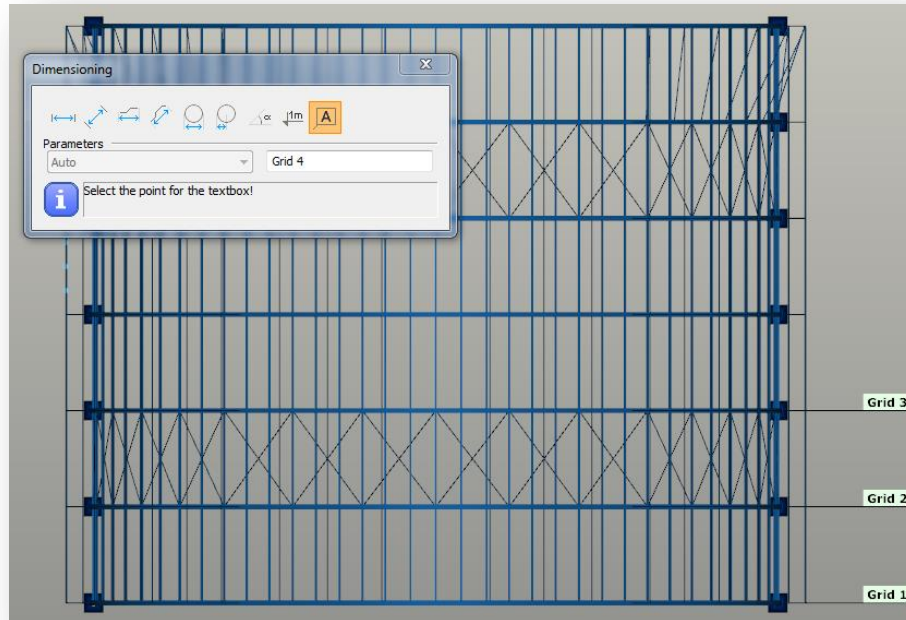 Dimensioning
α
1m
A
Parameters
Auto
Grid 4
i
Select the point for the textbox!
Grid 3
Grid 2
Grid 1